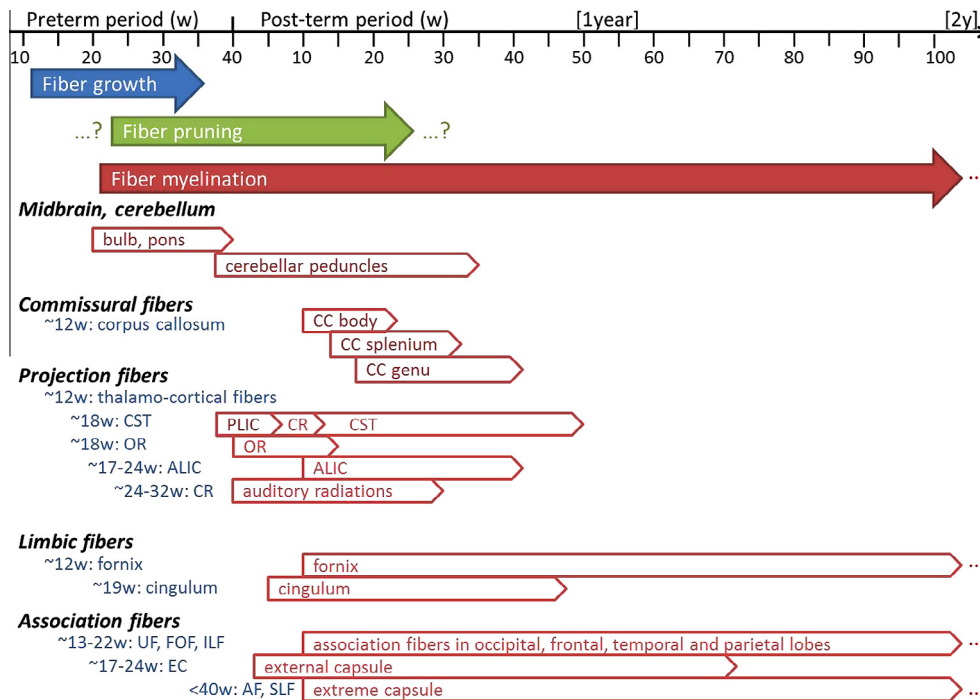 Preterm period (w) Post-term period (w) [1year] [2y]
10 20 30 40 10 20 30 40 50 60 70 80 90 100
Fiber growth
...? Fiber pruning ...?
Fiber myelination ..
Midbrain, cerebellum
bulb, pons
cerebellar peduncles
Commissural fibers
~12w: corpus callosum CC body
CC splenium
CC genu
Projection fibers
~12w: thalamo-cortical fibers
~18w: CST PLIC CR CST
~18w: OR OR
~17-24w: ALIC ALIC
~24-32w: CR auditory radiations
Limbic fibers
~12w: fornix fornix ..
~19w: cingulum cingulum
Association fibers
~13-22w: UF, FOF, ILF association fibers in occipital, frontal, temporal and parietal lobes ..
~17-24w: EC external capsule
<40w: AF, SLF extreme capsule ..